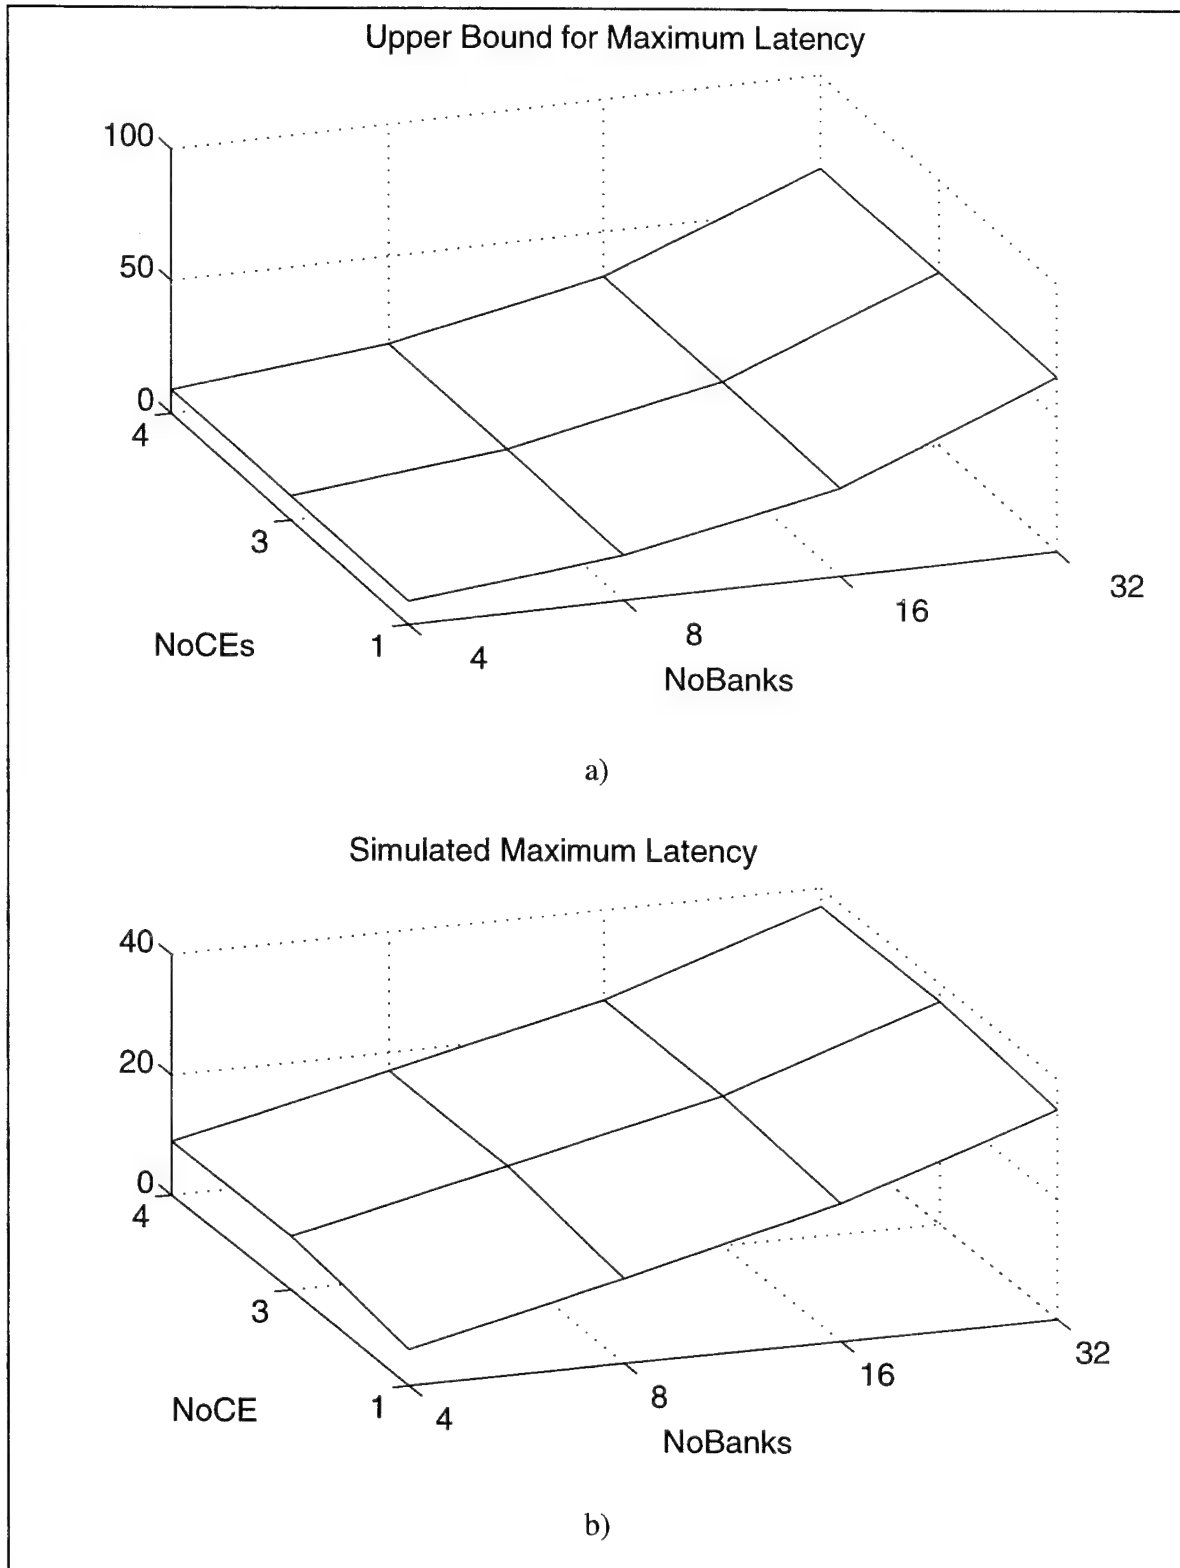 Upper Bound for Maximum Latency
100
50
0
4
3
1
NoCEs
4
8
16
32
NoBanks
a)
Simulated Maximum Latency
40
20
0
4
3
1
NoCE
4
8
16
32
NoBanks
b)